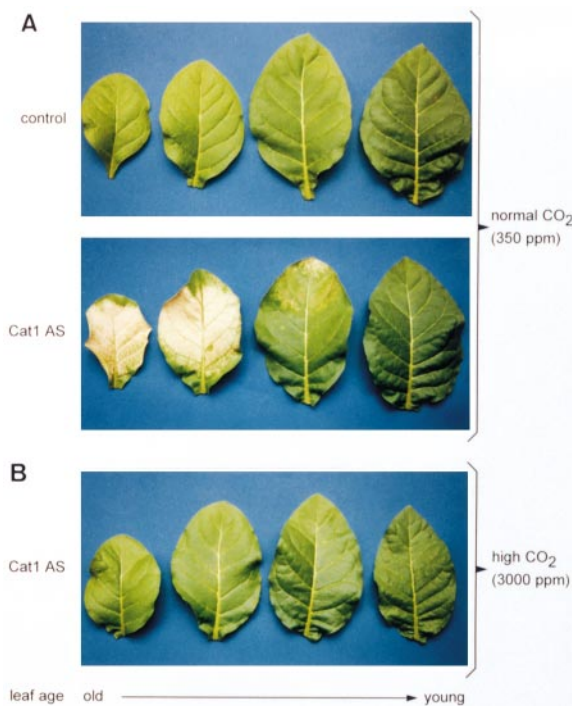 A
control
Cat1 AS
normal CO₂
(350 ppm)
B
Cat1 AS
high CO₂
(3000 ppm)
leaf age old young